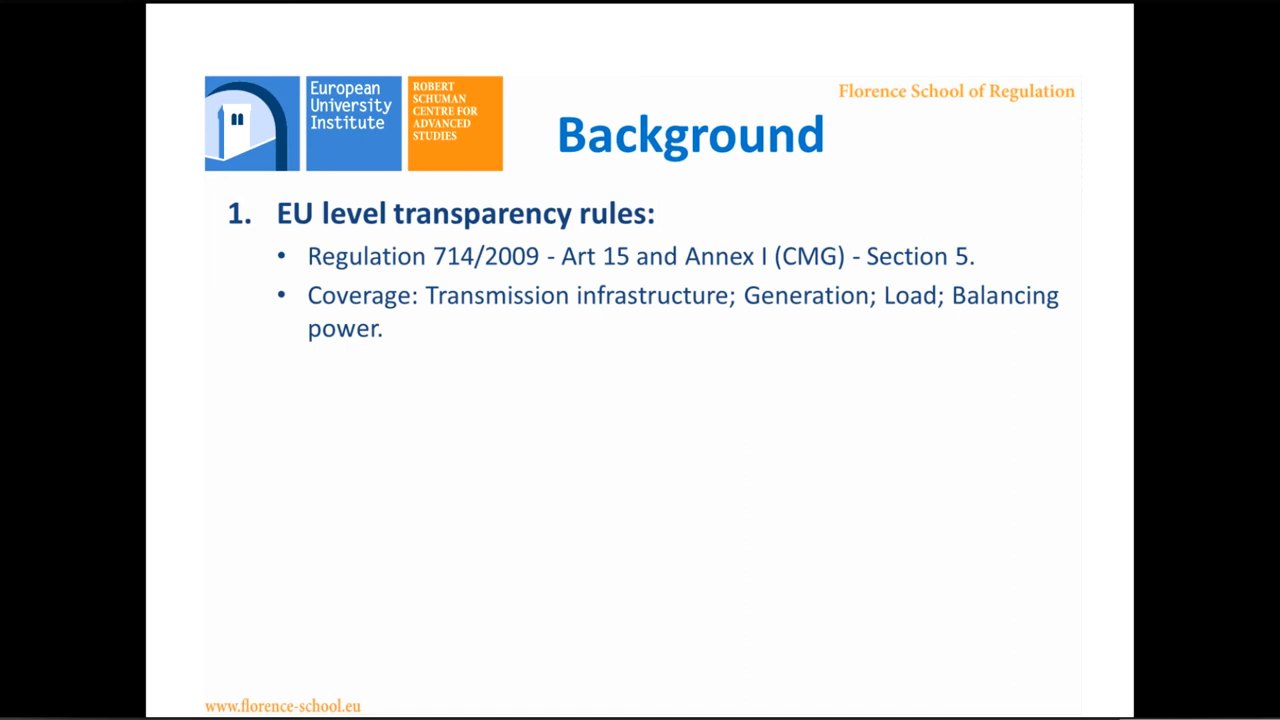 European
University
Institute
ROBERT
SCHUMAN
CENTRE FOR
ADVANCED
STUDIES
Florence School of Regulation
Background
1. EU level transparency rules:
• Regulation 714/2009 - Art 15 and Annex I (CMG) - Section 5.
• Coverage: Transmission infrastructure; Generation; Load; Balancing
power.
www.florence-school.eu